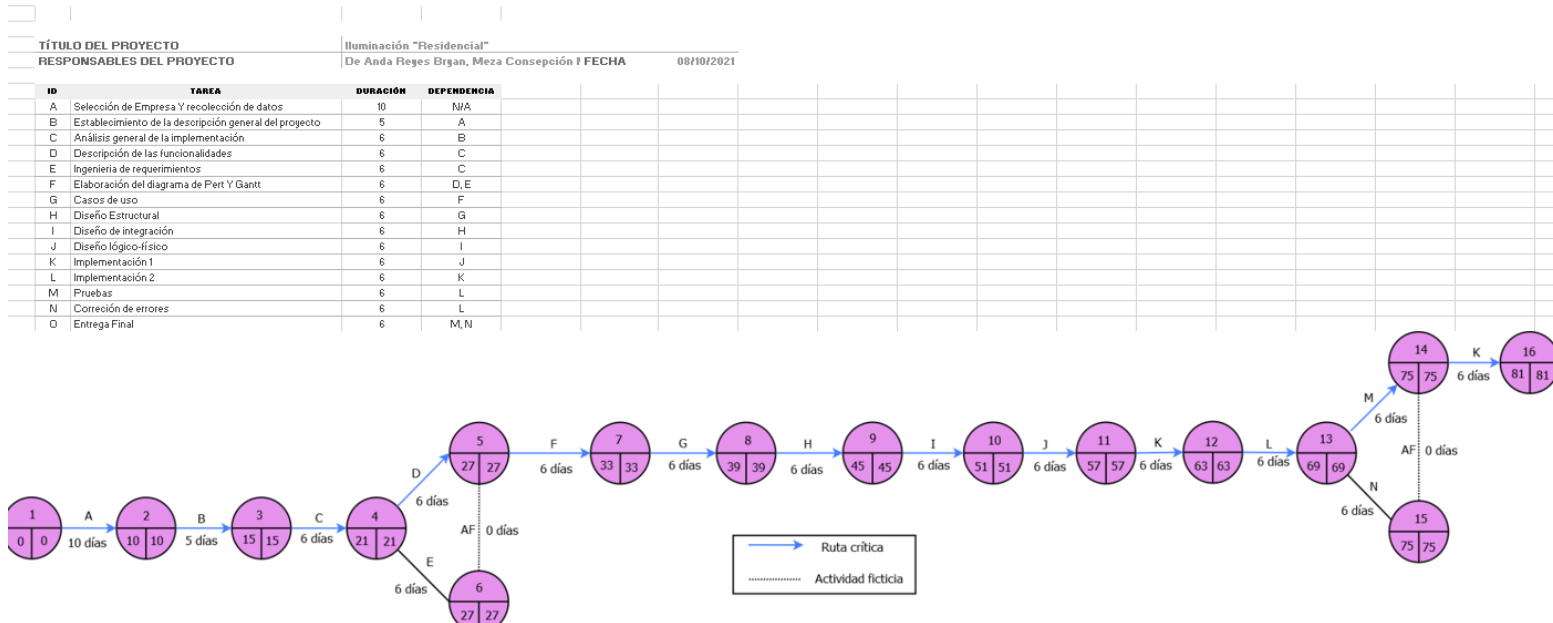 TÍTULO DEL PROYECTO Iluminación "Residencial"
RESPONSABLES DEL PROYECTO De Anda Reyes Bryan, Meza Consepción FECHA 08/10/2021
ID TAREA DURACIÓN DEPENDENCIA
A Selección de Empresa Y recolección de datos 10 N/A
B Establecimiento de la descripción general del proyecto 5 A
C Análisis general de la implementación 6 B
D Descripción de las funcionalidades 6 C
E Ingenieria de requerimientos 6 C
F Elaboración del diagrama de Pert Y Gantt 6 D, E
G Casos de uso 6 F
H Diseño Estructural 6 G
I Diseño de integración 6 H
J Diseño lógico-físico 6 I
K Implementación 1 6 J
L Implementación 2 6 K
M Pruebas 6 L
N Correción de errores 6 L
O Entrega Final 6 M, N
1
0 0
A
10 días
2
10 10
B
5 días
3
15 15
C
6 días
4
21 21
D
6 días
E
6 días
5
27 27
AF 0 días
6
27 27
F
6 días
7
33 33
G
6 días
8
39 39
H
6 días
9
45 45
I
6 días
10
51 51
J
6 días
11
57 57
K
6 días
12
63 63
L
6 días
13
69 69
M
6 días
N
6 días
14
75 75
AF 0 días
15
75 75
K
6 días
16
81 81
Ruta crítica
Actividad ficticia